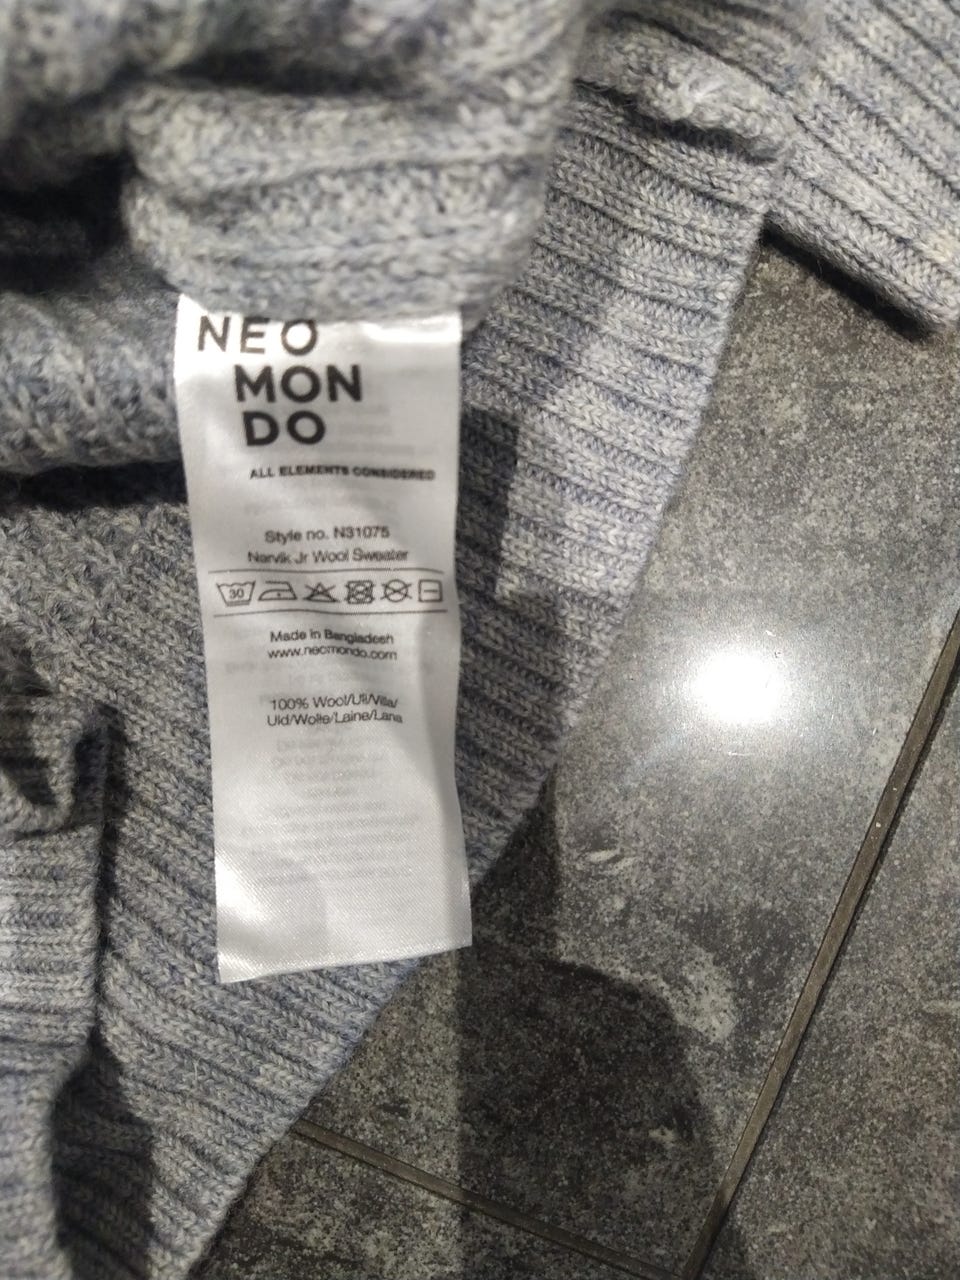 NEO
MON
DO
ALL ELEMENTS CONSIDERED
Style no. N31075
Narvik Jr Wool Sweater
30
Made in Bangladesh
www.neomondo.com
100% Wool/Ull/Villa/
Uld/Wolle/Laine/Lana